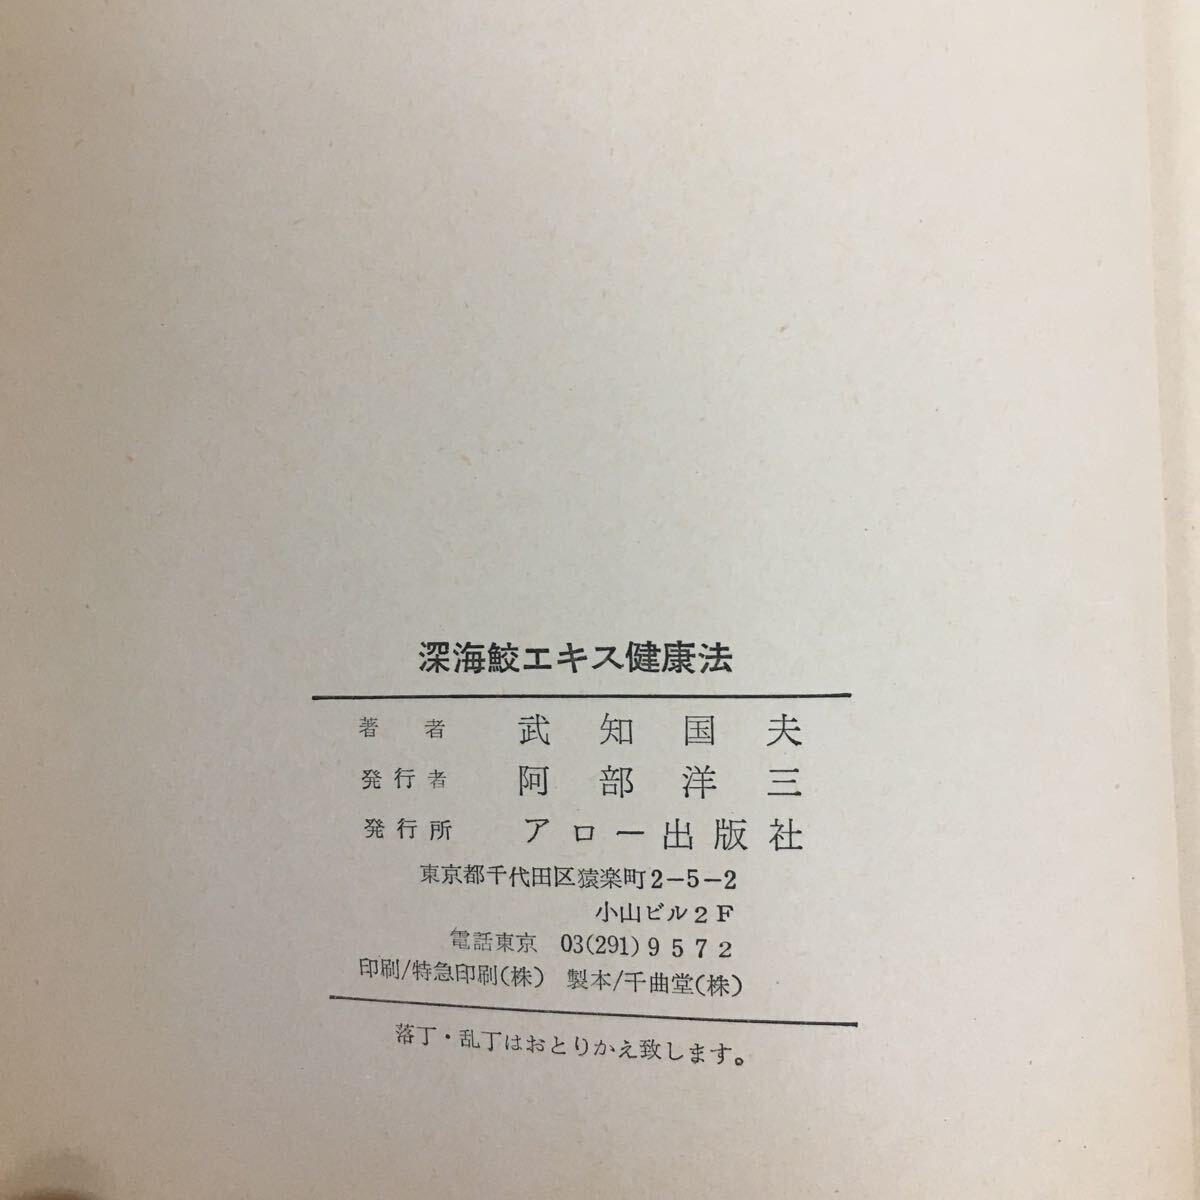 深海鮫エキス健康法
著者 武知国夫
発行者 阿部洋三
発行所 アロー出版社
東京都千代田区猿楽町2-5-2
小山ビル2F
電話東京 03(291)9572
印刷/特急印刷(株) 製本/千曲堂(株)
落丁・乱丁はおとりかえ致します。